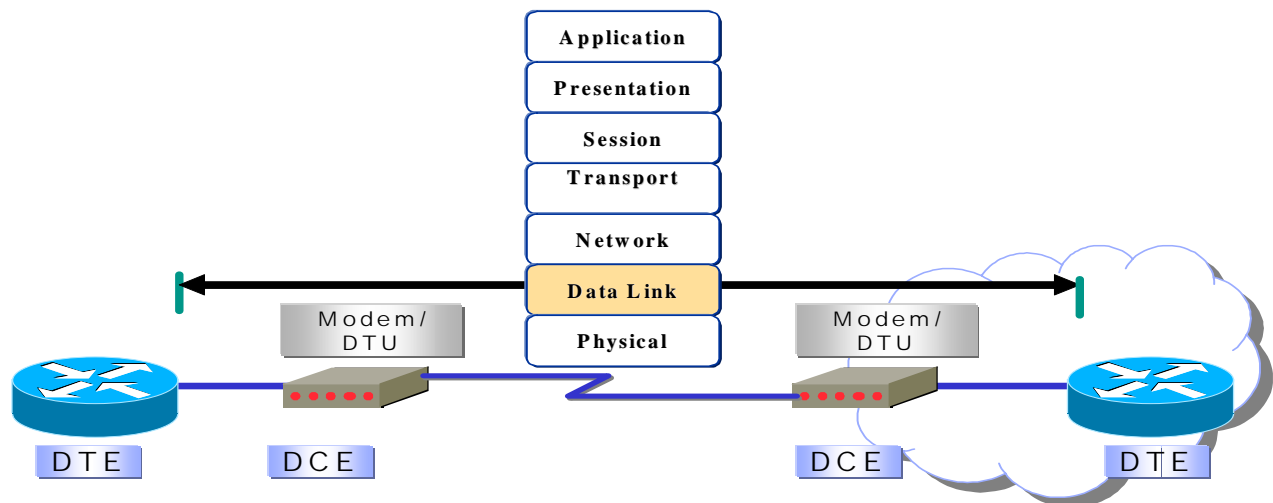 Application
Presentation
Session
Transport
Network
Data Link
Physical
Modem/
DTU
Modem/
DTU
DTE
DCE
DCE
DTE